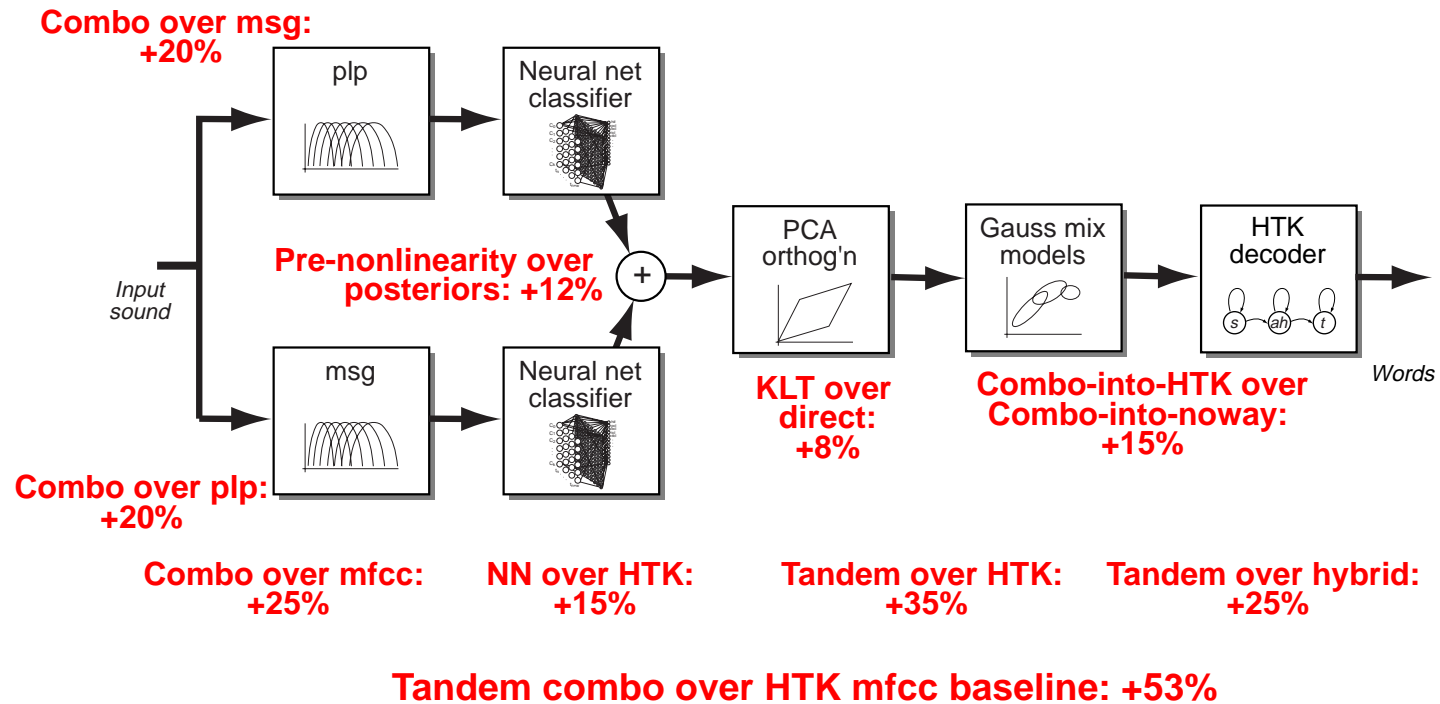 Combo over msg:
+20%
plp
Neural net
classifier
Pre-nonlinearity over
posteriors: +12%
+
Input
sound
PCA
orthog'n
Gauss mix
models
HTK
decoder
s
ah
t
Words
msg
Neural net
classifier
KLT over
direct:
+8%
Combo-into-HTK over
Combo-into-noway:
+15%
Combo over plp:
+20%
Combo over mfcc:
+25%
NN over HTK:
+15%
Tandem over HTK:
+35%
Tandem over hybrid:
+25%
Tandem combo over HTK mfcc baseline: +53%